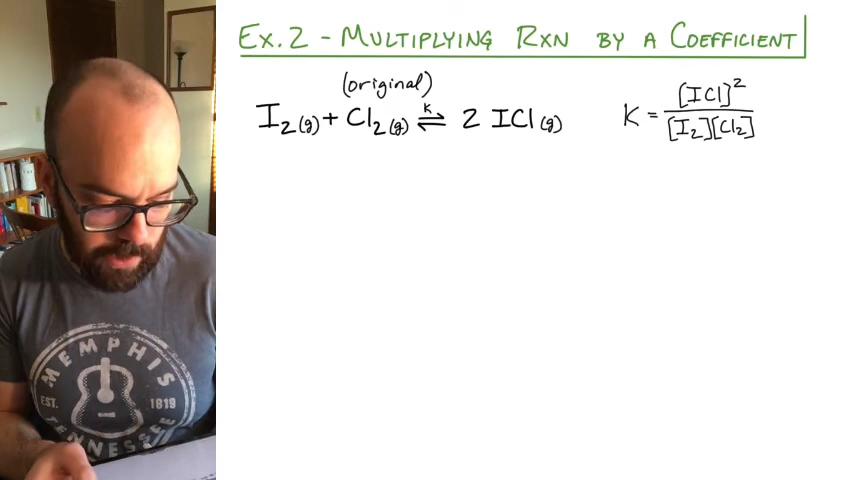 Ex. 2 - MULTIPLYING RXN BY A COEFFICIENT
(original)
I₂(g) + Cl₂(g) ⇌ᴷ 2 ICl(g)
K = [ICl]² / [I₂][Cl₂]
MEMPHIS
EST. 1819
TENNESSEE